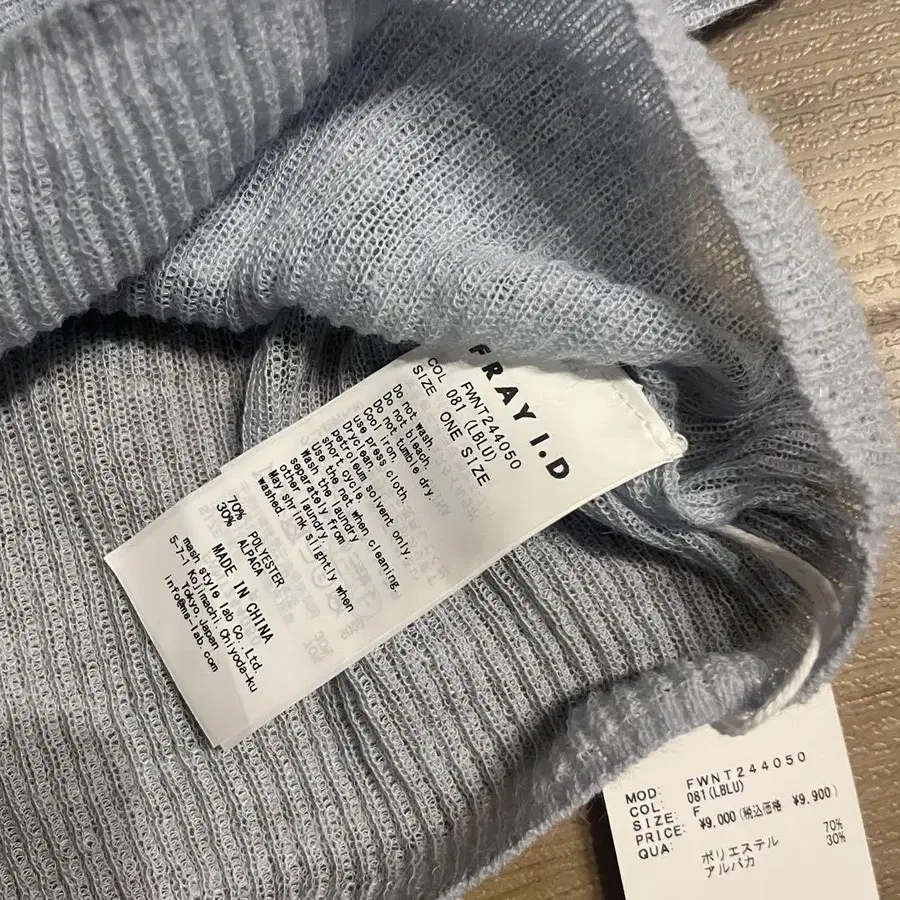 FRAY I.D
FWNT244050
COL 081 (LBLU)
SIZE ONE SIZE
Do not wash.
Do not bleach.
Do not tumble dry.
Cool iron.
use press cloth.
Dryclean.
petroleum solvent only.
short cycle.
Use the net when cleaning.
Wash the laundry
separately from
other laundry.
May shrink slightly when
washed.
70% POLYESTER
30% ALPACA
MADE IN CHINA
mash style lab Co.,Ltd.
5-7-1 Kojimachi,Chiyoda-ku
Tokyo,Japan
info@ms-lab.com
MOD: FWNT244050
COL: 081(LBLU)
SIZE: F
PRICE: ¥9,000(税込価格 ¥9,900)
QUA:
ポリエステル 70%
アルパカ 30%